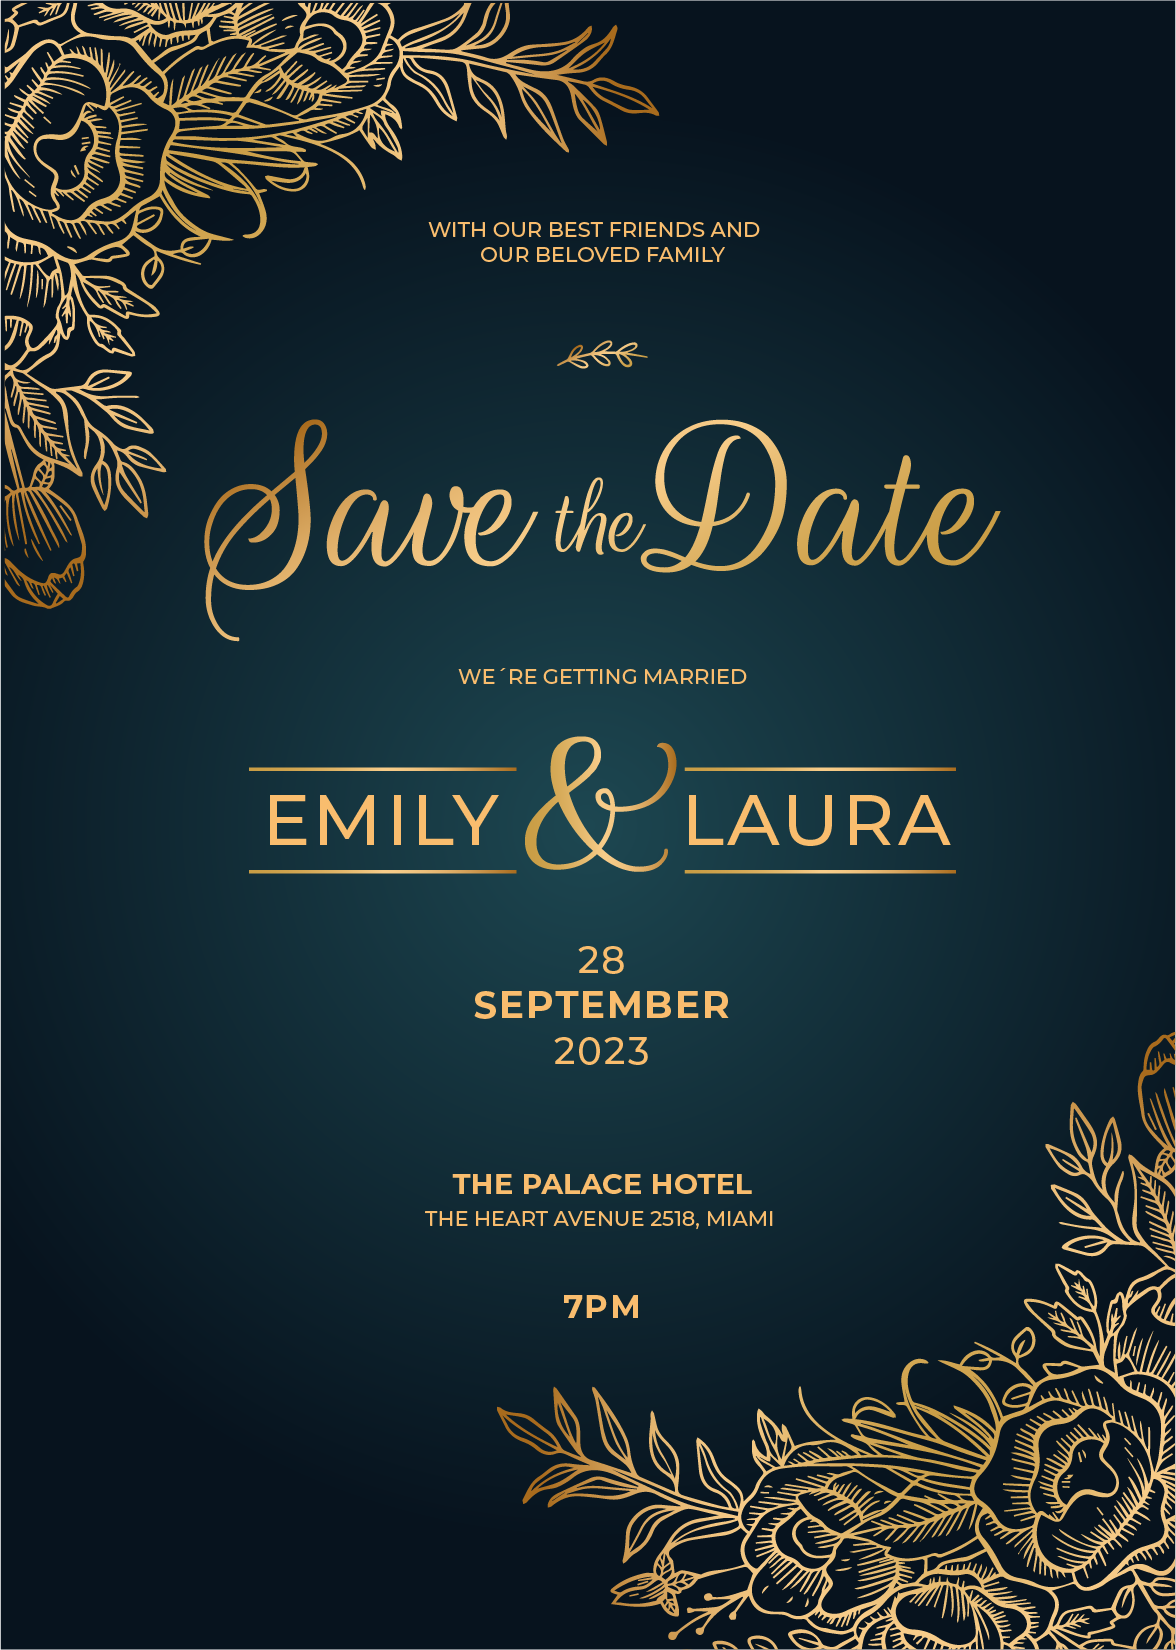 WITH OUR BEST FRIENDS AND
OUR BELOVED FAMILY
Save the Date
WE´RE GETTING MARRIED
EMILY & LAURA
28
SEPTEMBER
2023
THE PALACE HOTEL
THE HEART AVENUE 2518, MIAMI
7PM